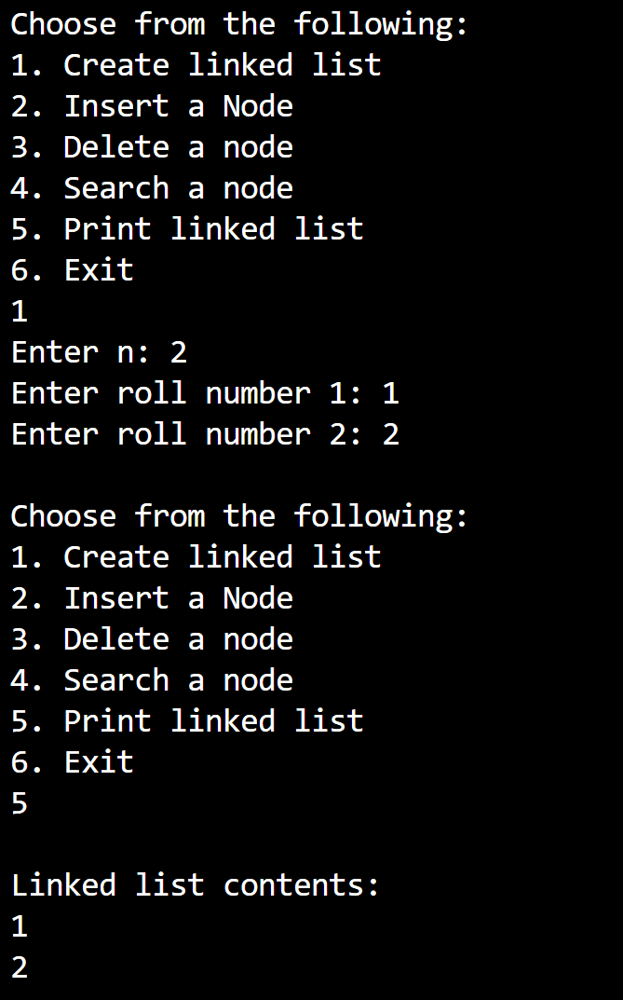 Choose from the following:
1. Create linked list
2. Insert a Node
3. Delete a node
4. Search a node
5. Print linked list
6. Exit
1
Enter n: 2
Enter roll number 1: 1
Enter roll number 2: 2
Choose from the following:
1. Create linked list
2. Insert a Node
3. Delete a node
4. Search a node
5. Print linked list
6. Exit
5
Linked list contents:
1
2